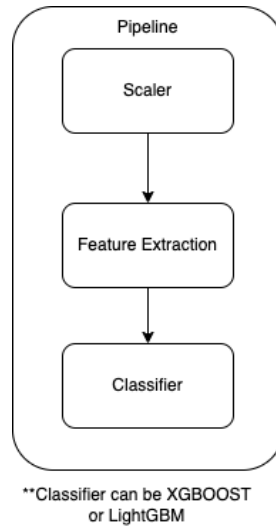 Pipeline
Scaler
Feature Extraction
Classifier
**Classifier can be XGBOOST
or LightGBM